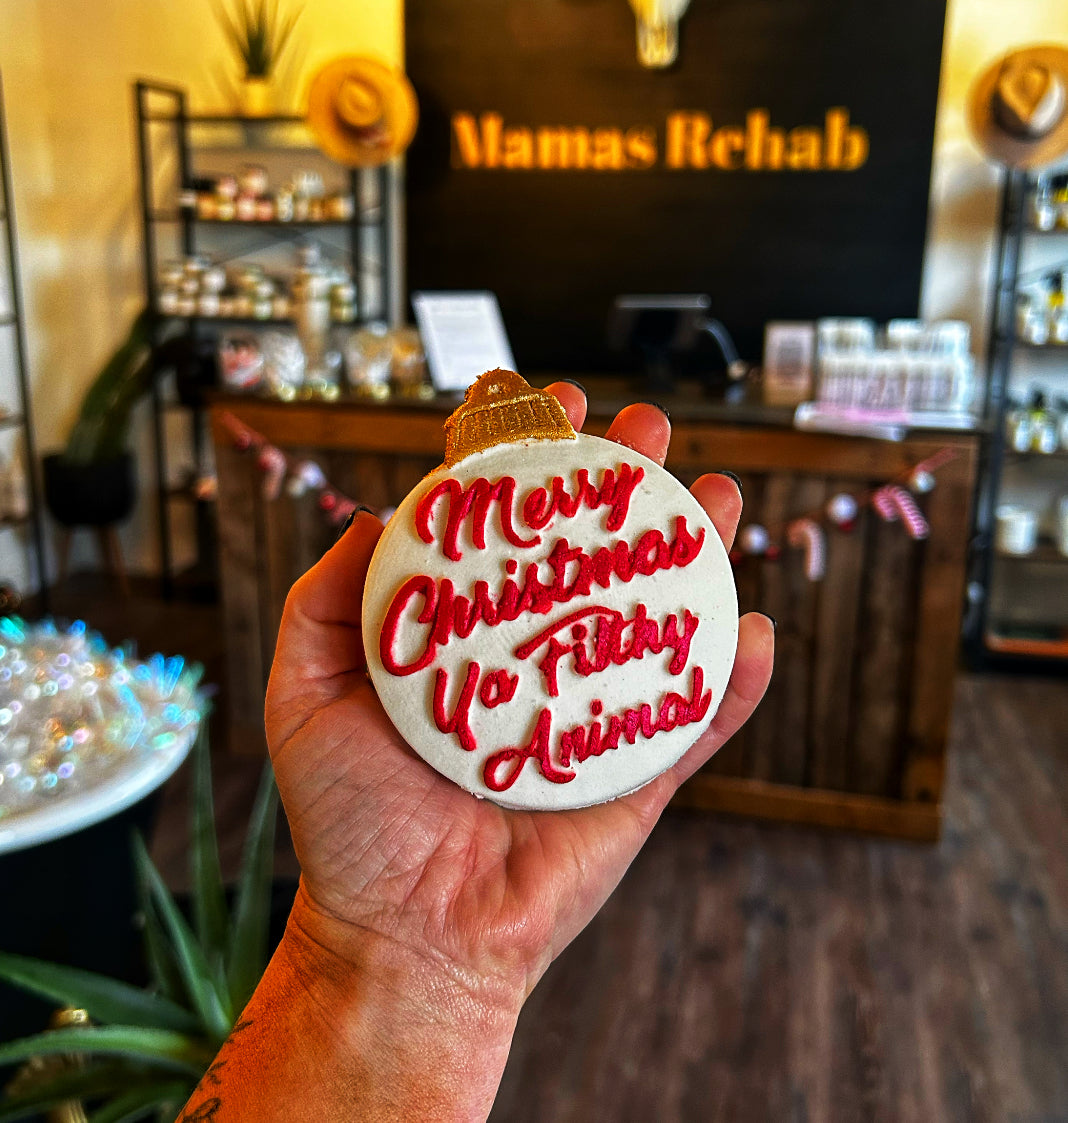 Mamas Rehab
Merry
Christmas
Ya Filthy
Animal